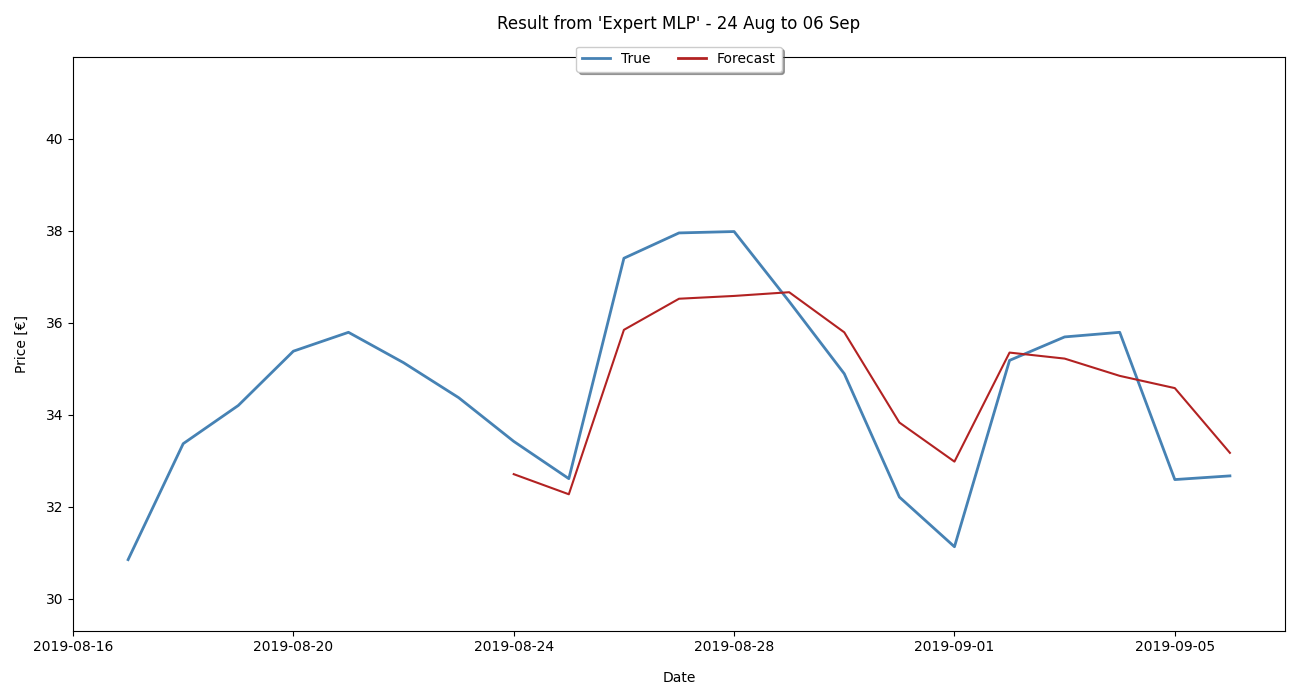 Result from 'Expert MLP' - 24 Aug to 06 Sep
True Forecast
40
38
36
34
32
30
Price [€]
2019-08-16 2019-08-20 2019-08-24 2019-08-28 2019-09-01 2019-09-05
Date